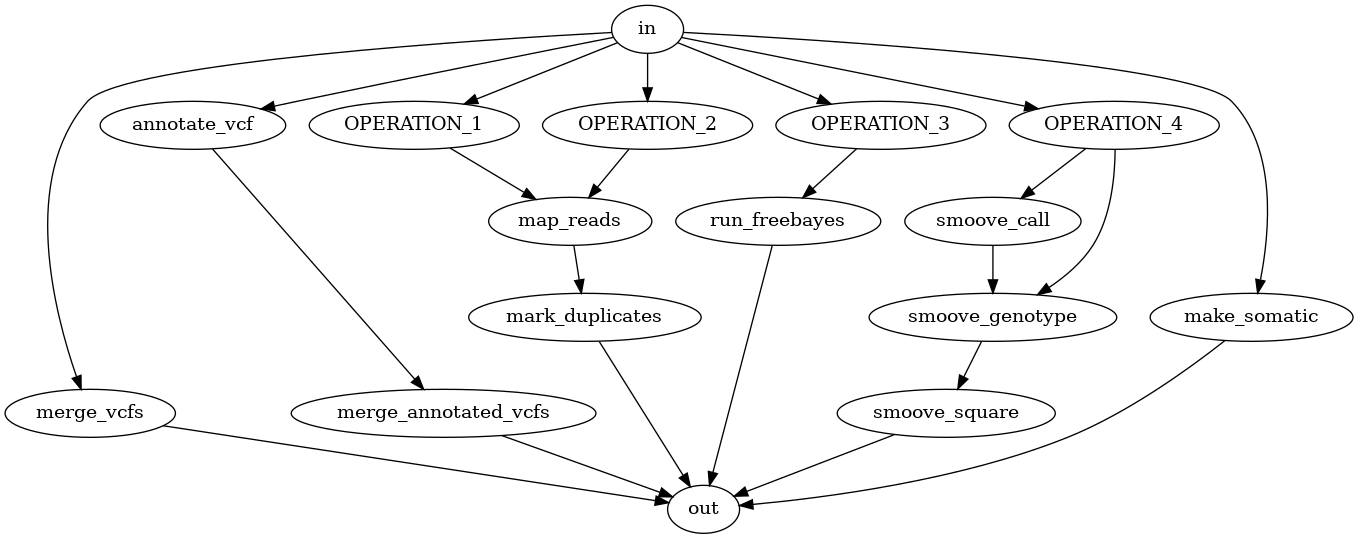 in
annotate_vcf
OPERATION_1
OPERATION_2
OPERATION_3
OPERATION_4
map_reads
run_freebayes
smoove_call
mark_duplicates
smoove_genotype
make_somatic
merge_vcfs
merge_annotated_vcfs
smoove_square
out